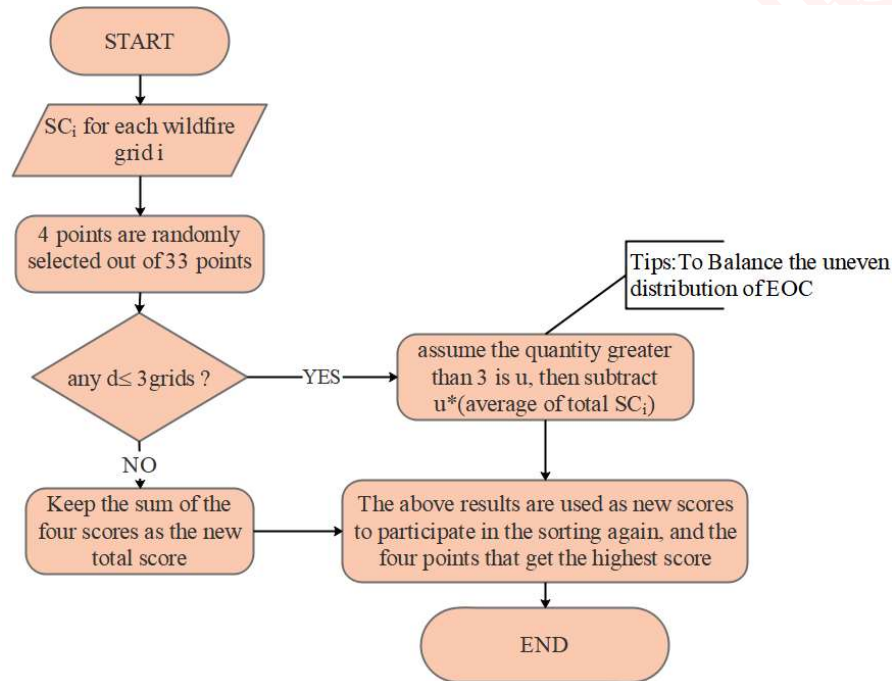 START
SCi for each wildfire
grid i
4 points are randomly
selected out of 33 points
Tips:To Balance the uneven
distribution of EOC
any d≤ 3grids ?
YES
assume the quantity greater
than 3 is u, then subtract
u*(average of total SCi)
NO
Keep the sum of the
four scores as the new
total score
The above results are used as new scores
to participate in the sorting again, and the
four points that get the highest score
END